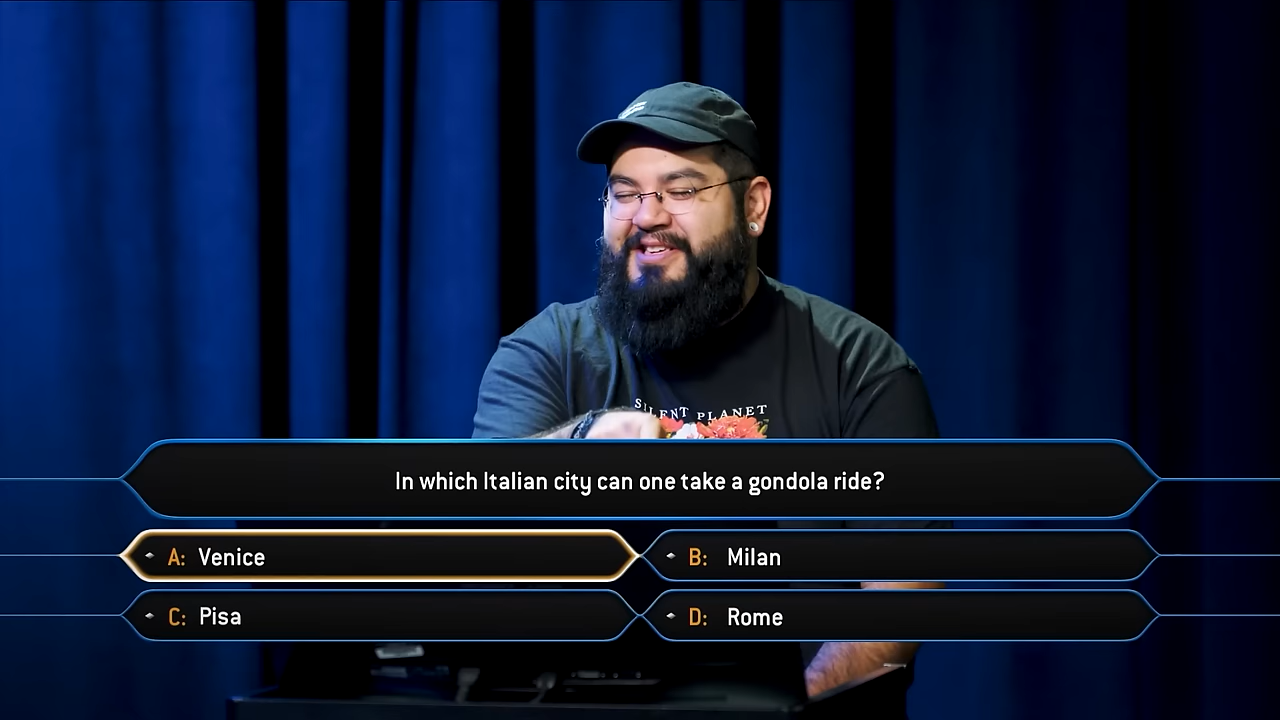 SILENT PLANET
In which Italian city can one take a gondola ride?
A: Venice
B: Milan
C: Pisa
D: Rome